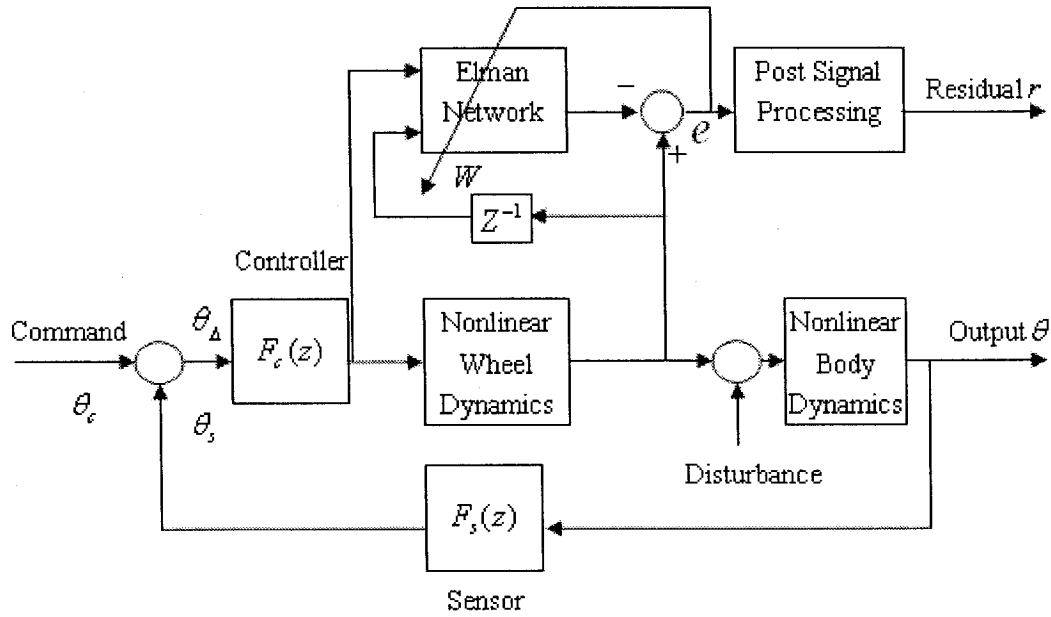 Elman
Network
Post Signal
Processing
Residual r
−
e
+
W
Z⁻¹
Controller
Command
θ_Δ
F_c(z)
Nonlinear
Wheel
Dynamics
Nonlinear
Body
Dynamics
Output θ
θ_c
θ_s
Disturbance
F_s(z)
Sensor